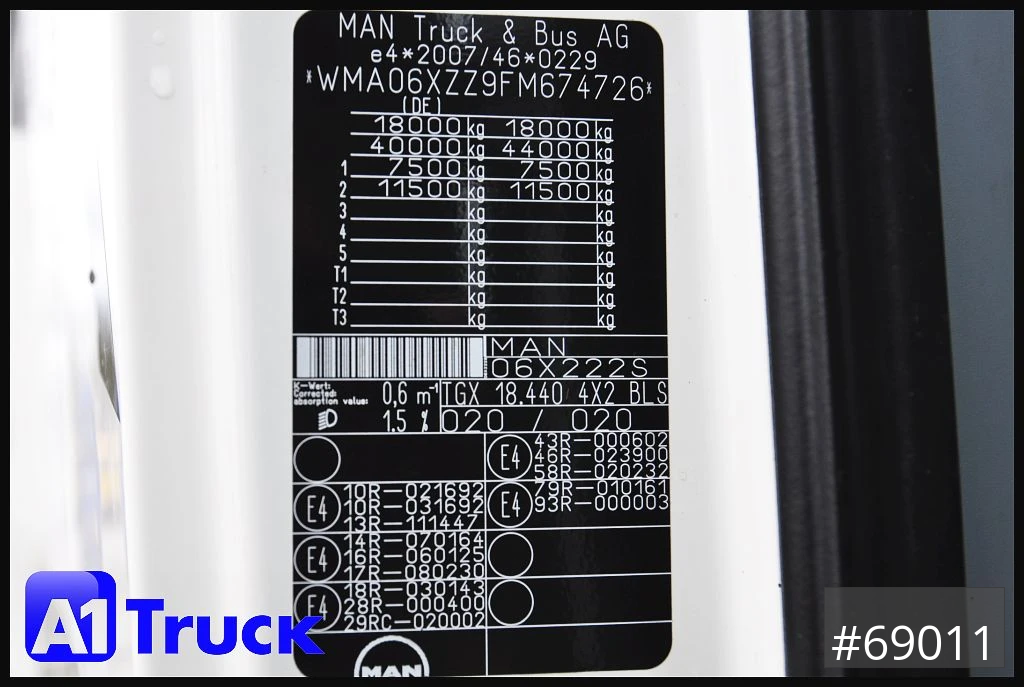 MAN Truck & Bus AG
e4*2007/46*0229
*WMA06XZZ9FM674726*
(DE)
18000 kg 18000 kg
40000 kg 44000 kg
1 7500 kg 7500 kg
2 11500 kg 11500 kg
3 kg kg
4 kg kg
5 kg kg
T1 kg kg
T2 kg kg
T3 kg kg
MAN
06X222S
K-Wert:
Corrected:
absorption value:
0,6 m⁻¹
TGX 18.440 4X2 BLS
1.5 %
020 / 020
E4
43R-000602
46R-023900
58R-020232
E4
10R-021692
10R-031692
13R-111447
E4
79R-010161
93R-000003
E4
14R-070164
16R-060125
17R-080230
E4
18R-030143
28R-000400
29RC-020002
MAN
A1 Truck
#69011